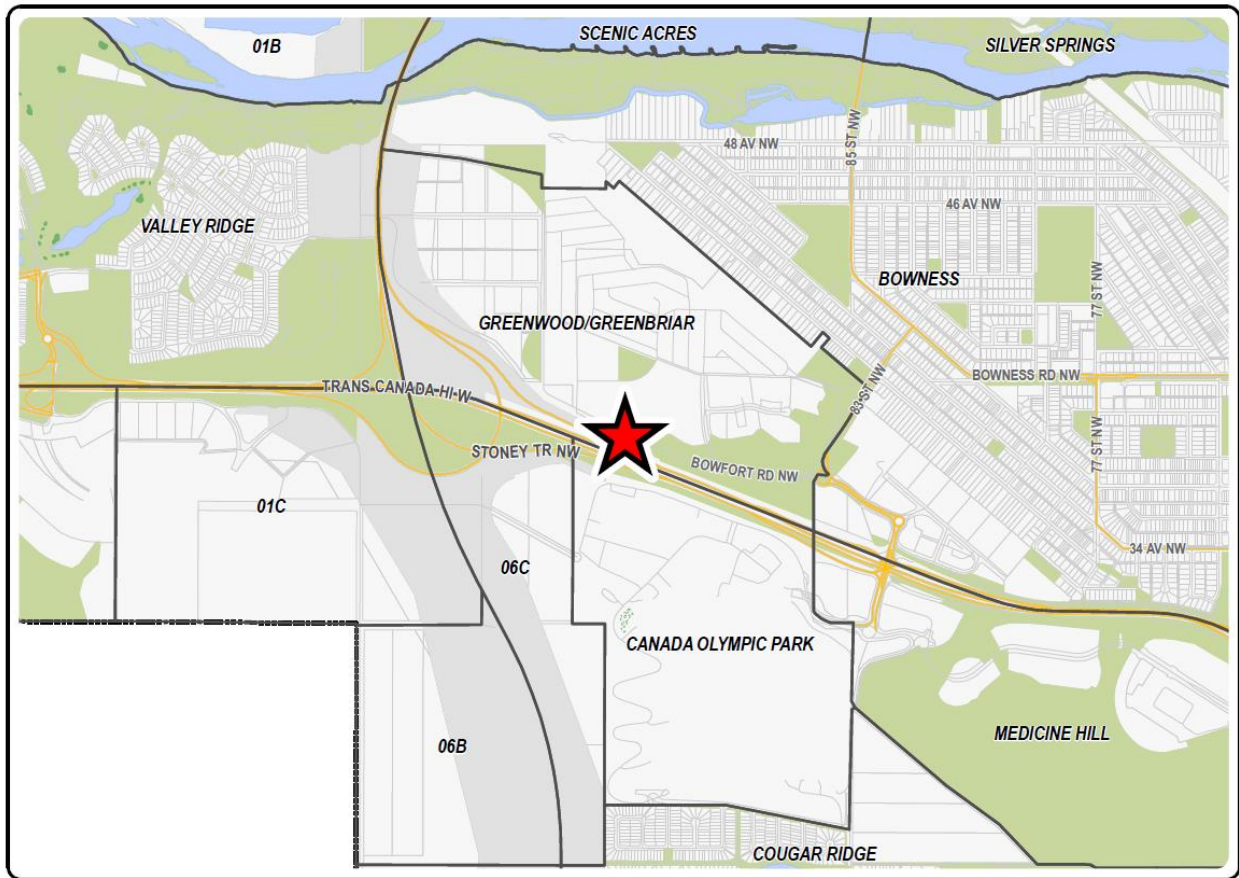 SCENIC ACRES
01B
SILVER SPRINGS
48 AV NW
85 ST NW
46 AV NW
VALLEY RIDGE
BOWNESS
77 ST NW
GREENWOOD/GREENBRIAR
BOWNESS RD NW
TRANS CANADA HI W
83 ST NW
STONEY TR NW
BOWFORT RD NW
77 ST NW
01C
34 AV NW
06C
CANADA OLYMPIC PARK
MEDICINE HILL
06B
COUGAR RIDGE